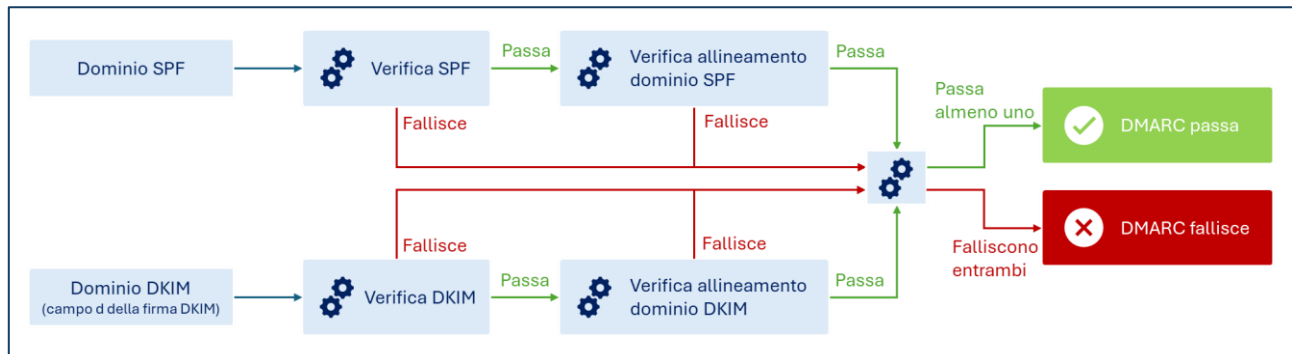 Dominio SPF
Verifica SPF
Passa
Verifica allineamento
dominio SPF
Passa
Fallisce
Fallisce
Passa
almeno uno
DMARC passa
Falliscono
entrambi
DMARC fallisce
Fallisce
Fallisce
Dominio DKIM
(campo d della firma DKIM)
Verifica DKIM
Passa
Verifica allineamento
dominio DKIM
Passa